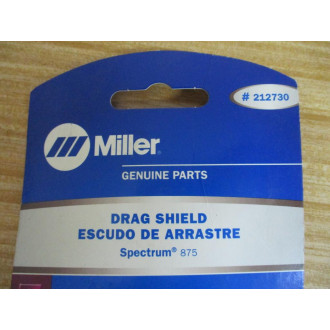 # 212730
Miller®
GENUINE PARTS
DRAG SHIELD
ESCUDO DE ARRASTRE
Spectrum® 875